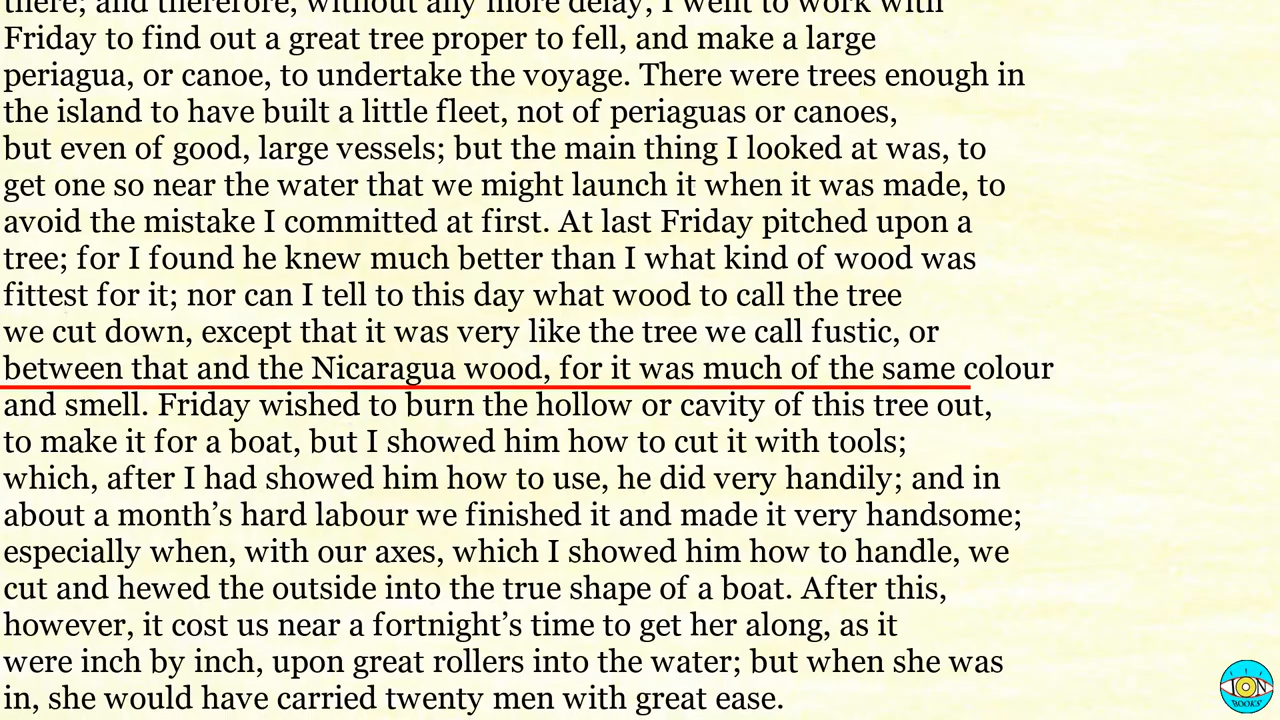 there; and therefore, without any more delay, I went to work with
Friday to find out a great tree proper to fell, and make a large
periagua, or canoe, to undertake the voyage. There were trees enough in
the island to have built a little fleet, not of periaguas or canoes,
but even of good, large vessels; but the main thing I looked at was, to
get one so near the water that we might launch it when it was made, to
avoid the mistake I committed at first. At last Friday pitched upon a
tree; for I found he knew much better than I what kind of wood was
fittest for it; nor can I tell to this day what wood to call the tree
we cut down, except that it was very like the tree we call fustic, or
between that and the Nicaragua wood, for it was much of the same colour
and smell. Friday wished to burn the hollow or cavity of this tree out,
to make it for a boat, but I showed him how to cut it with tools;
which, after I had showed him how to use, he did very handily; and in
about a month’s hard labour we finished it and made it very handsome;
especially when, with our axes, which I showed him how to handle, we
cut and hewed the outside into the true shape of a boat. After this,
however, it cost us near a fortnight’s time to get her along, as it
were inch by inch, upon great rollers into the water; but when she was
in, she would have carried twenty men with great ease.
ION
BOOKS